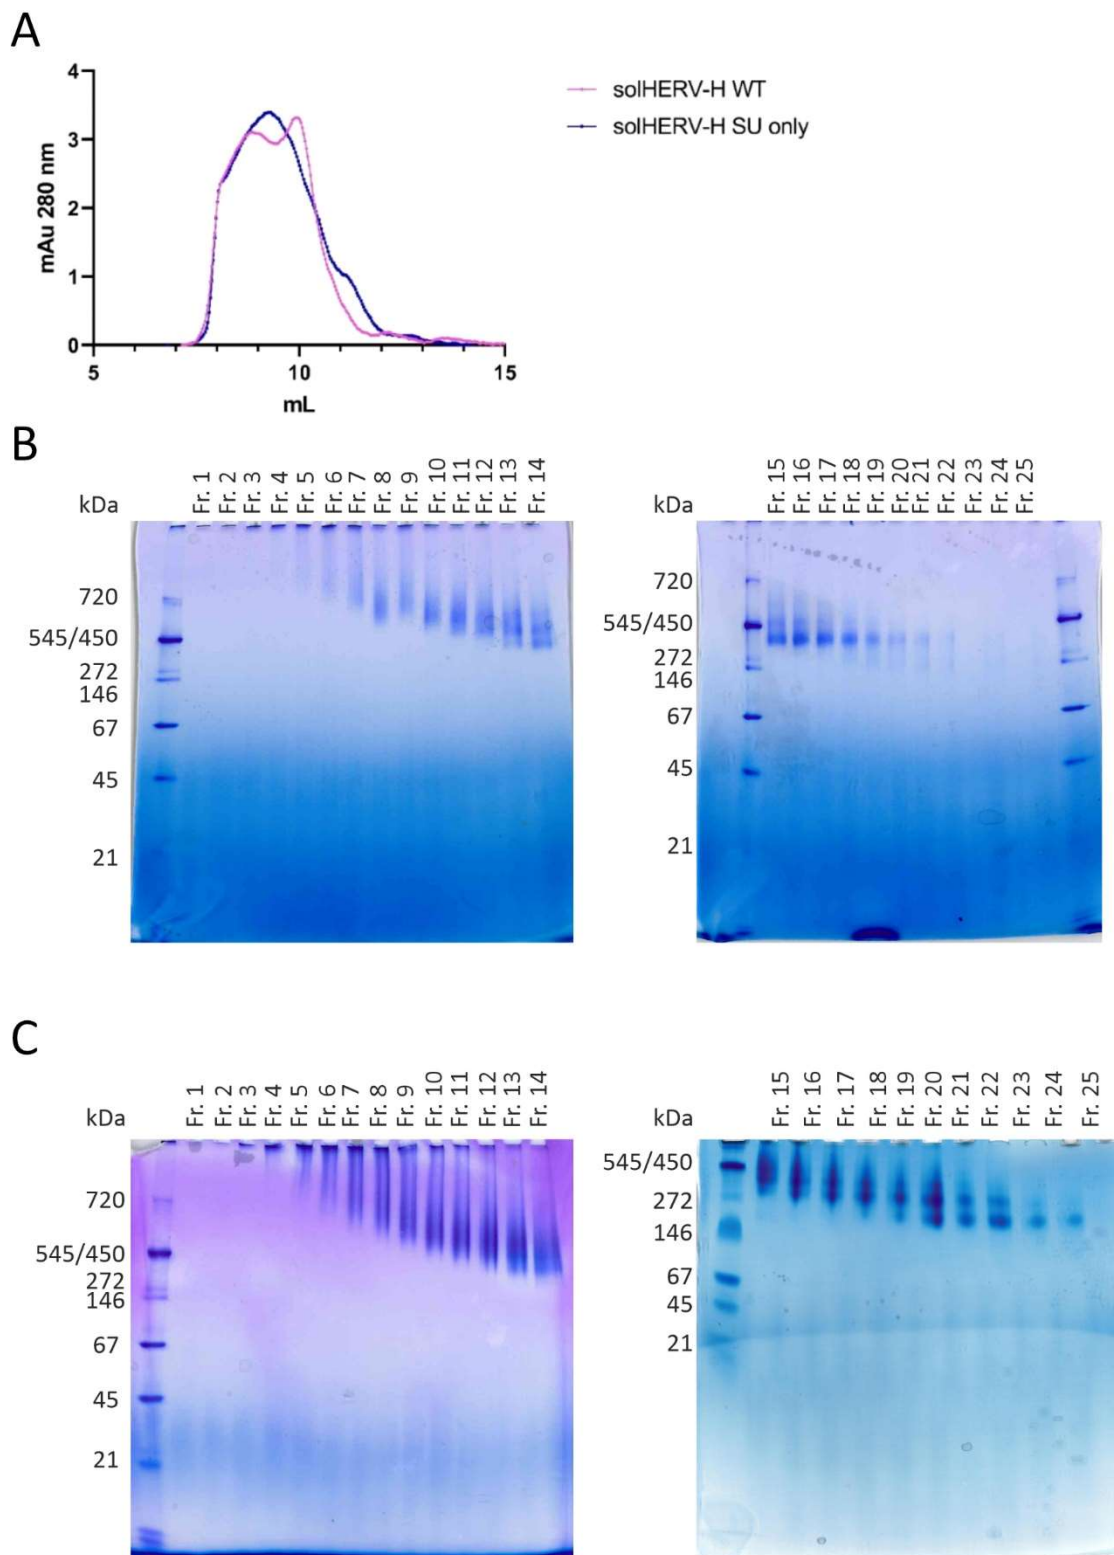 A
4
3
2
1
0
mAu 280 nm
5 10 15
mL
solHERV-H WT
solHERV-H SU only
B
kDa
Fr. 1 Fr. 2 Fr. 3 Fr. 4 Fr. 5 Fr. 6 Fr. 7 Fr. 8 Fr. 9 Fr. 10 Fr. 11 Fr. 12 Fr. 13 Fr. 14
720
545/450
272
146
67
45
21
kDa
Fr. 15 Fr. 16 Fr. 17 Fr. 18 Fr. 19 Fr. 20 Fr. 21 Fr. 22 Fr. 23 Fr. 24 Fr. 25
720
545/450
272
146
67
45
21
C
kDa
Fr. 1 Fr. 2 Fr. 3 Fr. 4 Fr. 5 Fr. 6 Fr. 7 Fr. 8 Fr. 9 Fr. 10 Fr. 11 Fr. 12 Fr. 13 Fr. 14
720
545/450
272
146
67
45
21
kDa
Fr. 15 Fr. 16 Fr. 17 Fr. 18 Fr. 19 Fr. 20 Fr. 21 Fr. 22 Fr. 23 Fr. 24 Fr. 25
545/450
272
146
67
45
21